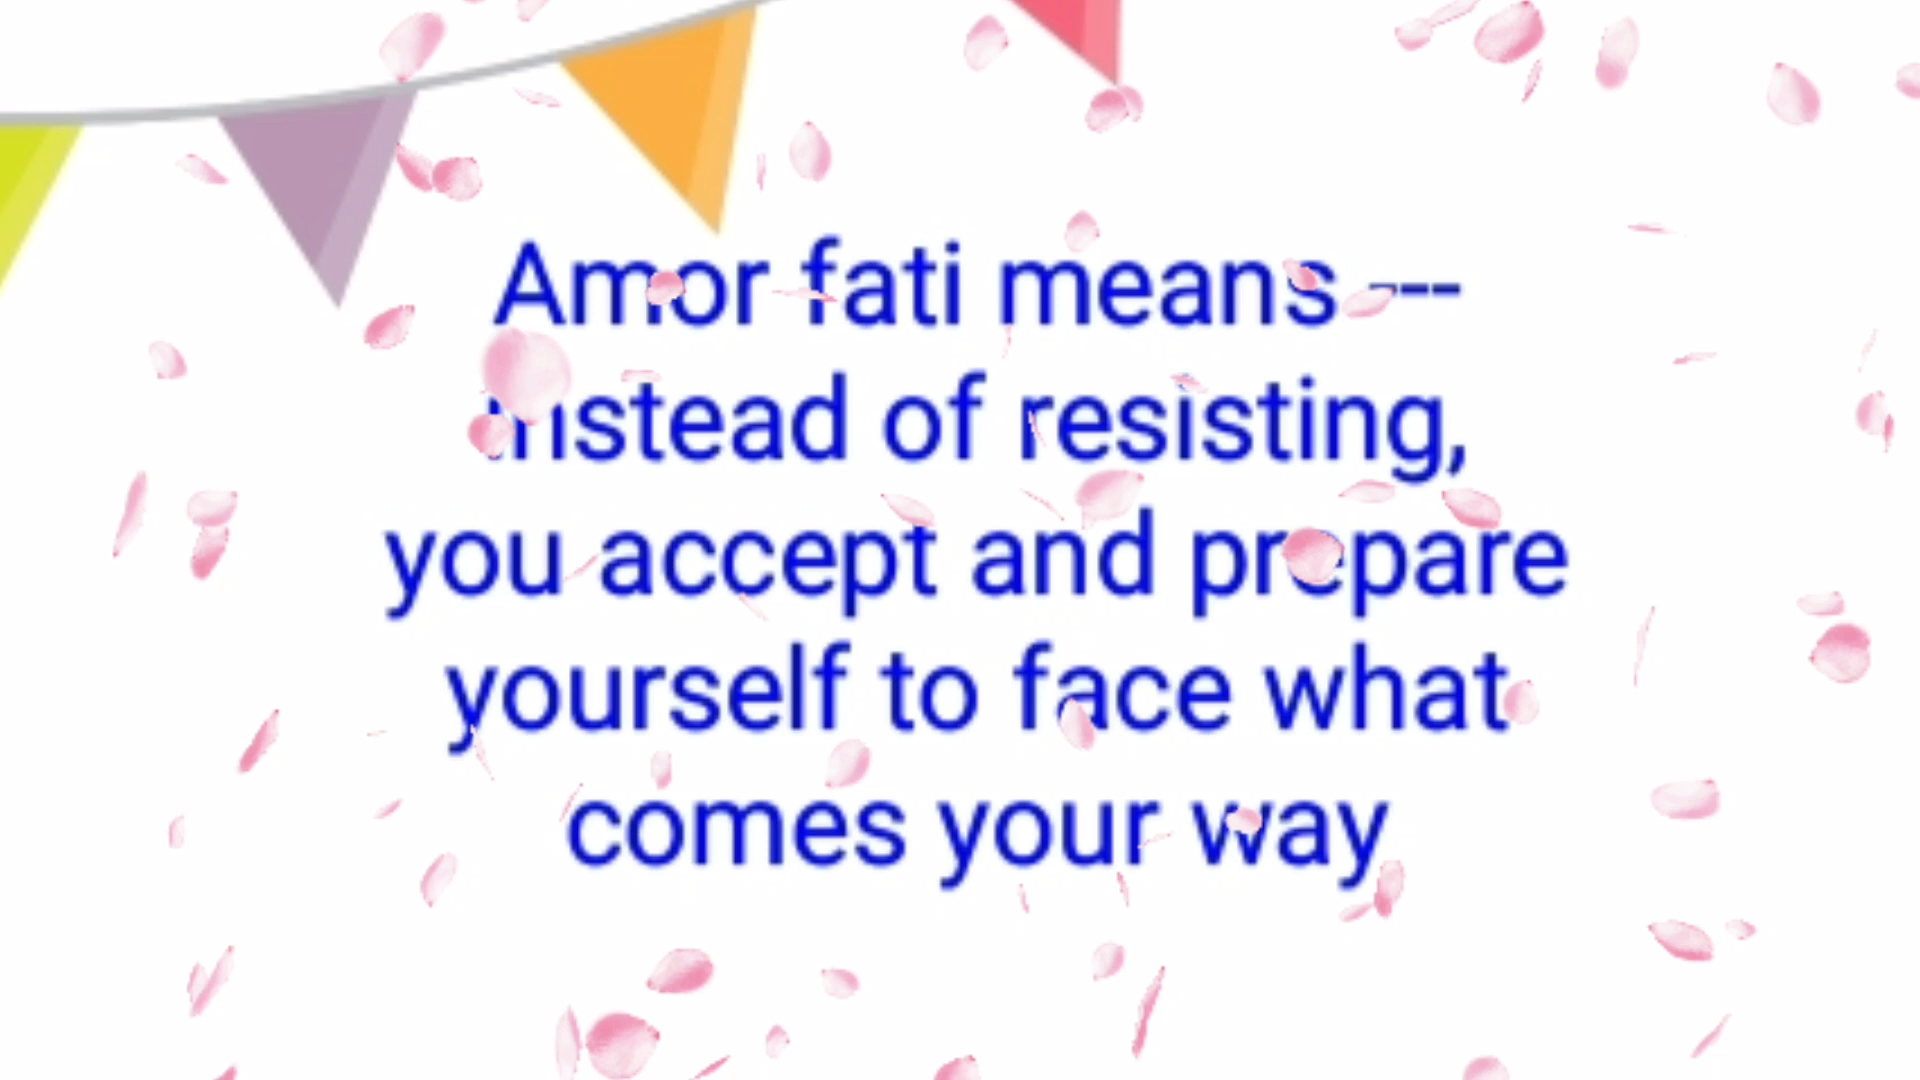 Amor fati means ---
instead of resisting,
you accept and prepare
yourself to face what
comes your way